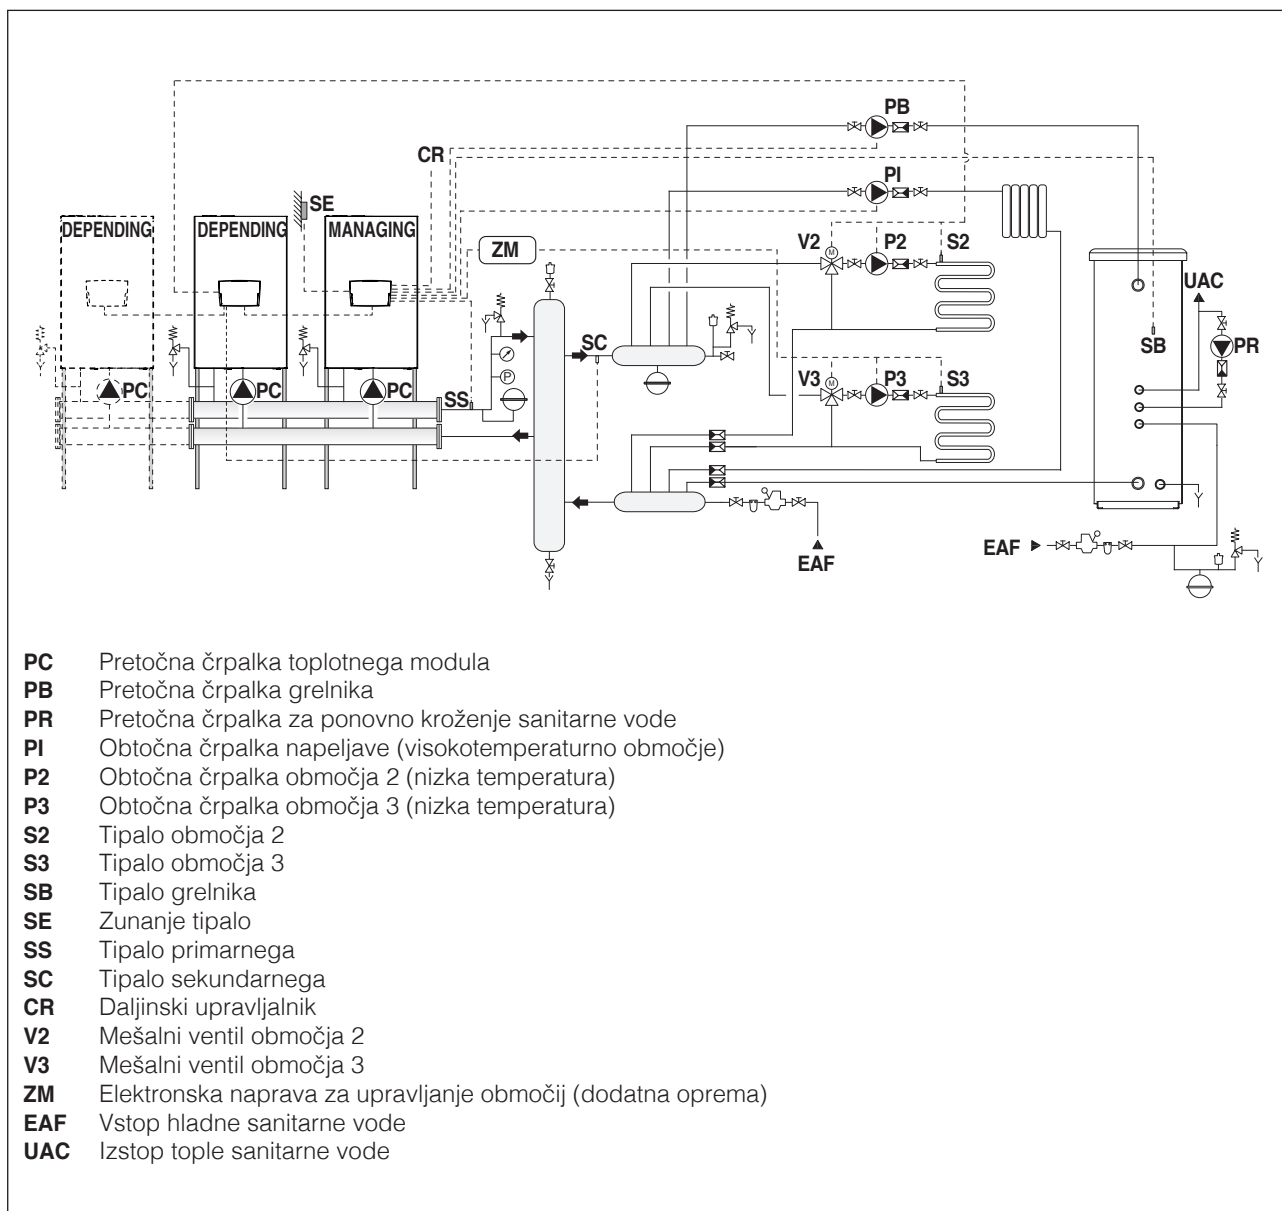 PB
CR
PI
SE
DEPENDING DEPENDING MANAGING
ZM
V2 M P2 S2
UAC
SC
SB PR
PC PC PC
V3 M P3 S3
SS P
EAF
EAF
PC Pretočna črpalka toplotnega modula
PB Pretočna črpalka grelnika
PR Pretočna črpalka za ponovno kroženje sanitarne vode
PI Obtočna črpalka napeljave (visokotemperaturno območje)
P2 Obtočna črpalka območja 2 (nizka temperatura)
P3 Obtočna črpalka območja 3 (nizka temperatura)
S2 Tipalo območja 2
S3 Tipalo območja 3
SB Tipalo grelnika
SE Zunanje tipalo
SS Tipalo primarnega
SC Tipalo sekundarnega
CR Daljinski upravljalnik
V2 Mešalni ventil območja 2
V3 Mešalni ventil območja 3
ZM Elektronska naprava za upravljanje območij (dodatna oprema)
EAF Vstop hladne sanitarne vode
UAC Izstop tople sanitarne vode